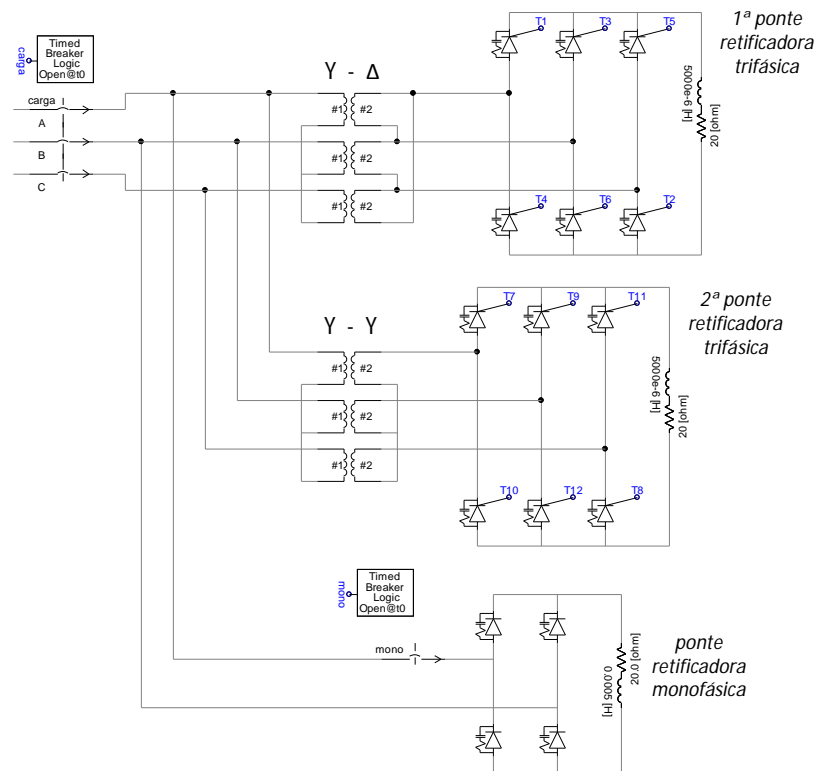 1ª ponte
retificadora
trifásica
Timed
Breaker
Logic
Open@t0
carga
Y - Δ
T1
T3
T5
5000e-6 [H]
20 [ohm]
carga
A
B
C
#1
#2
#1
#2
#1
#2
T4
T6
T2
2ª ponte
retificadora
trifásica
Y - Y
T7
T9
T11
5000e-6 [H]
20 [ohm]
#1
#2
#1
#2
#1
#2
T10
T12
T8
Timed
Breaker
Logic
Open@t0
mono
mono
20.0 [ohm]
0.0005 [H]
ponte
retificadora
monofásica